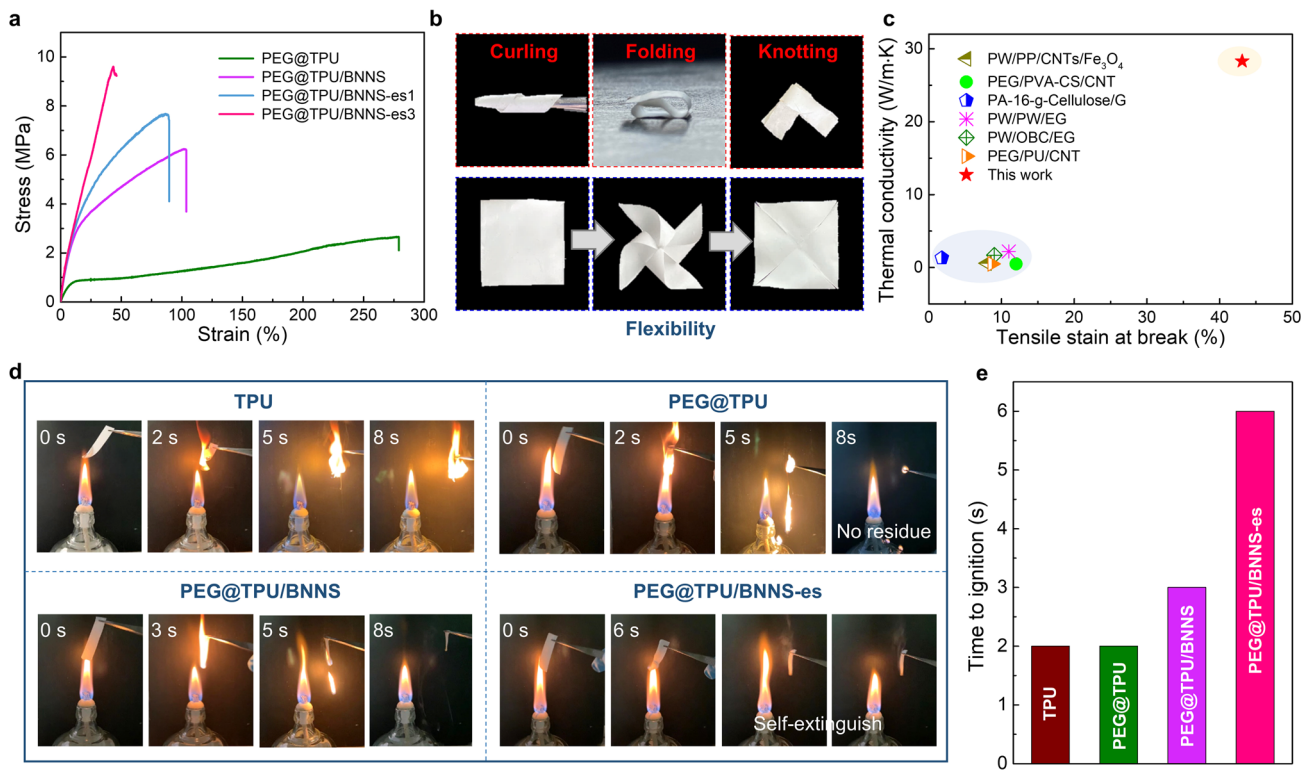 a
10
8
6
4
2
0
Stress (MPa)
PEG@TPU
PEG@TPU/BNNS
PEG@TPU/BNNS-es1
PEG@TPU/BNNS-es3
0 50 100 150 200 250 300
Strain (%)
b
Curling
Folding
Knotting
Flexibility
c
30
20
10
0
Thermal conductivity (W/m·K)
PW/PP/CNTs/Fe3O4
PEG/PVA-CS/CNT
PA-16-g-Cellulose/G
PW/PW/EG
PW/OBC/EG
PEG/PU/CNT
This work
0 10 20 30 40 50
Tensile stain at break (%)
d
TPU
0 s
2 s
5 s
8 s
PEG@TPU
0 s
2 s
5 s
8s
No residue
PEG@TPU/BNNS
0 s
3 s
5 s
8s
PEG@TPU/BNNS-es
0 s
6 s
Self-extinguish
e
6
5
4
3
2
1
0
Time to ignition (s)
TPU
PEG@TPU
PEG@TPU/BNNS
PEG@TPU/BNNS-es